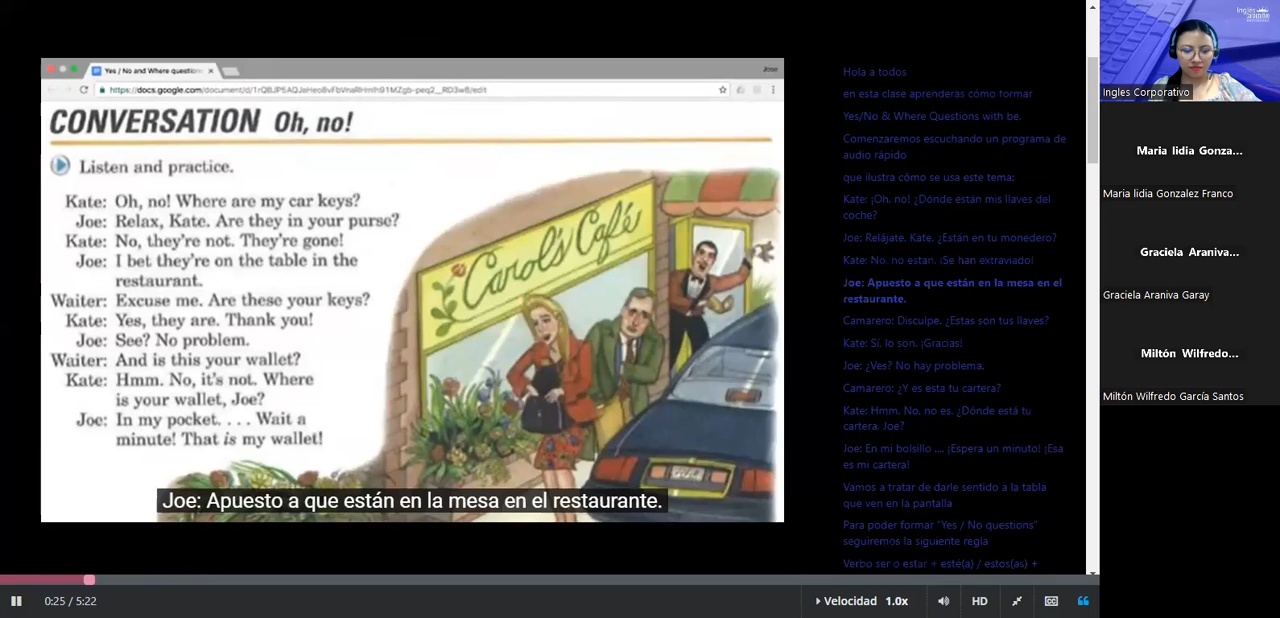 Yes / No and Where question
Jose
https://docs.google.com/document/d/
CONVERSATION Oh, no!
Listen and practice.
Kate: Oh, no! Where are my car keys?
Joe: Relax, Kate. Are they in your purse?
Kate: No, they're not. They're gone!
Joe: I bet they're on the table in the
restaurant.
Waiter: Excuse me. Are these your keys?
Kate: Yes, they are. Thank you!
Joe: See? No problem.
Waiter: And is this your wallet?
Kate: Hmm. No, it's not. Where
is your wallet, Joe?
Joe: In my pocket. . . . Wait a
minute! That is my wallet!
Carol's Café
Joe: Apuesto a que están en la mesa en el restaurante.
Hola a todos
en esta clase aprenderas cómo formar
Yes/No & Where Questions with be.
Comenzaremos escuchando un programa de
audio rápido
que ilustra cómo se usa este tema:
Kate: ¡Oh, no! ¿Dónde están mis llaves del
coche?
Joe: Relájate, Kate. ¿Están en tu monedero?
Kate: No, no estan. ¡Se han extraviado!
Joe: Apuesto a que están en la mesa en el
restaurante.
Camarero: Disculpe. ¿Estas son tus llaves?
Kate: Sí, lo son. ¡Gracias!
Joe: ¿Ves? No hay problema.
Camarero: ¿Y es esta tu cartera?
Kate: Hmm. No, no es. ¿Dónde está tu
cartera, Joe?
Joe: En mi bolsillo .... ¡Espera un minuto! ¡Esa
es mi cartera!
Vamos a tratar de darle sentido a la tabla
que ven en la pantalla
Para poder formar "Yes / No questions"
seguiremos la siguiente regla
Verbo ser o estar + esté(a) / estos(as) +
0:25 / 5:22
Velocidad 1.0x
HD
CC
Ingles Corporativo
Maria lidia Gonza...
Maria lidia Gonzalez Franco
Graciela Araniva...
Graciela Araniva Garay
Miltón Wilfredo...
Miltón Wilfredo García Santos